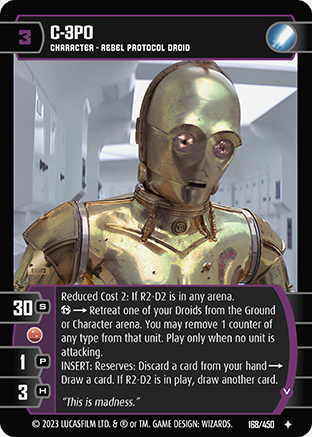 3 C-3PO
CHARACTER - REBEL PROTOCOL DROID
30 S
1 P
3 H
Reduced Cost 2: If R2-D2 is in any arena.
→ Retreat one of your Droids from the Ground
or Character arena. You may remove 1 counter of
any type from that unit. Play only when no unit is
attacking.
INSERT: Reserves: Discard a card from your hand →
Draw a card. If R2-D2 is in play, draw another card.
V
“This is madness.”
© 2023 LUCASFILM LTD. & ® or TM. GAME DESIGN: WIZARDS. 168/450